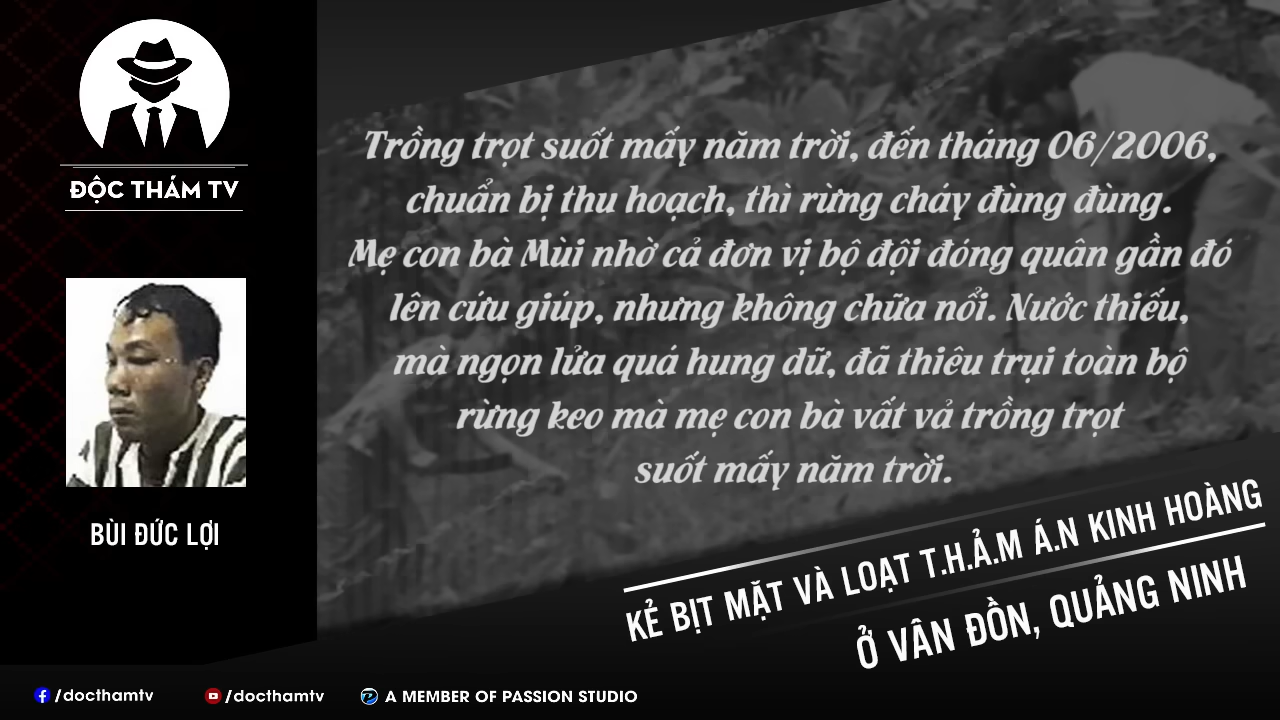 ĐỘC THÁM TV
BÙI ĐỨC LỢI
Trồng trọt suốt mấy năm trời, đến tháng 06/2006,
chuẩn bị thu hoạch, thì rừng cháy đùng đùng.
Mẹ con bà Mùi nhờ cả đơn vị bộ đội đóng quân gần đó
lên cứu giúp, nhưng không chữa nổi. Nước thiếu,
mà ngọn lửa quá hung dữ, đã thiêu trụi toàn bộ
rừng keo mà mẹ con bà vất vả trồng trọt
suốt mấy năm trời.
KẺ BỊT MẶT VÀ LOẠT T.H.Ả.M Á.N KINH HOÀNG
Ở VÂN ĐỒN, QUẢNG NINH
/docthamtv
/docthamtv
A MEMBER OF PASSION STUDIO